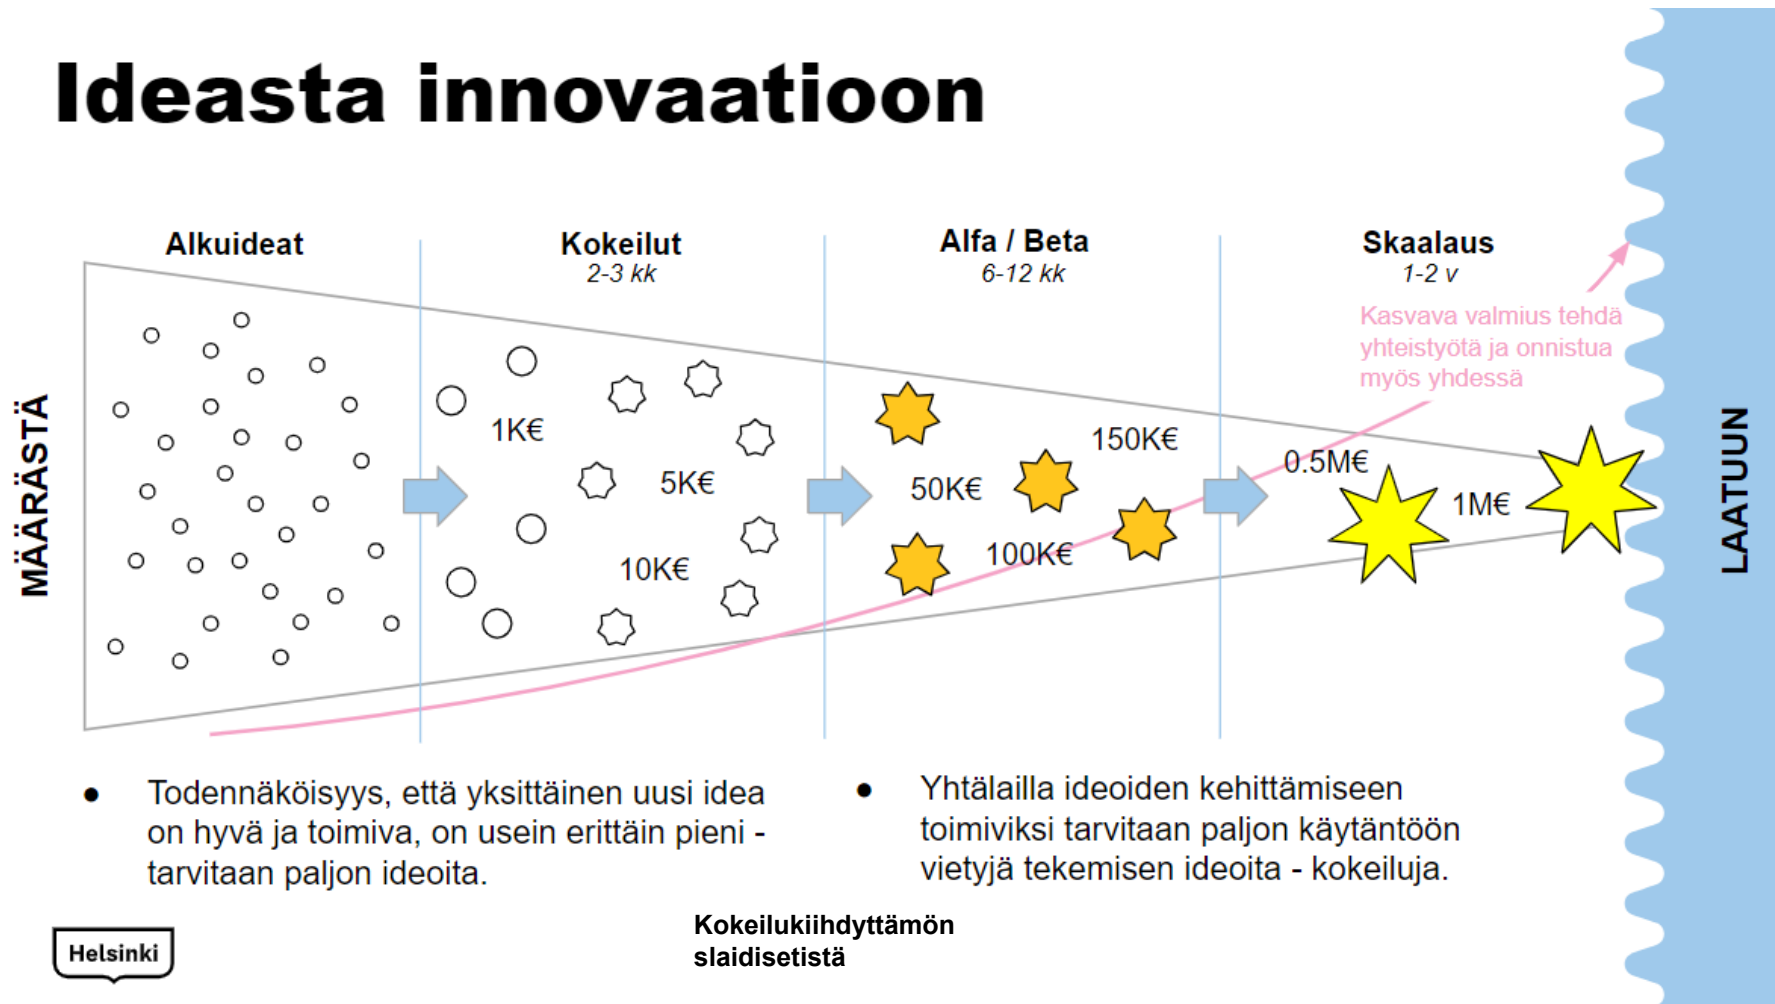 Ideasta innovaatioon
MÄÄRÄSTÄ
Alkuideat
Kokeilut
2-3 kk
1K€
5K€
10K€
Alfa / Beta
6-12 kk
50K€
100K€
150K€
Skaalaus
1-2 v
Kasvava valmius tehdä
yhteistyötä ja onnistua
myös yhdessä
0.5M€
1M€
LAATUUN
● Todennäköisyys, että yksittäinen uusi idea
on hyvä ja toimiva, on usein erittäin pieni -
tarvitaan paljon ideoita.
● Yhtälailla ideoiden kehittämiseen
toimiviksi tarvitaan paljon käytäntöön
vietyjä tekemisen ideoita - kokeiluja.
Helsinki
Kokeilukiihdyttämön
slaidisetistä